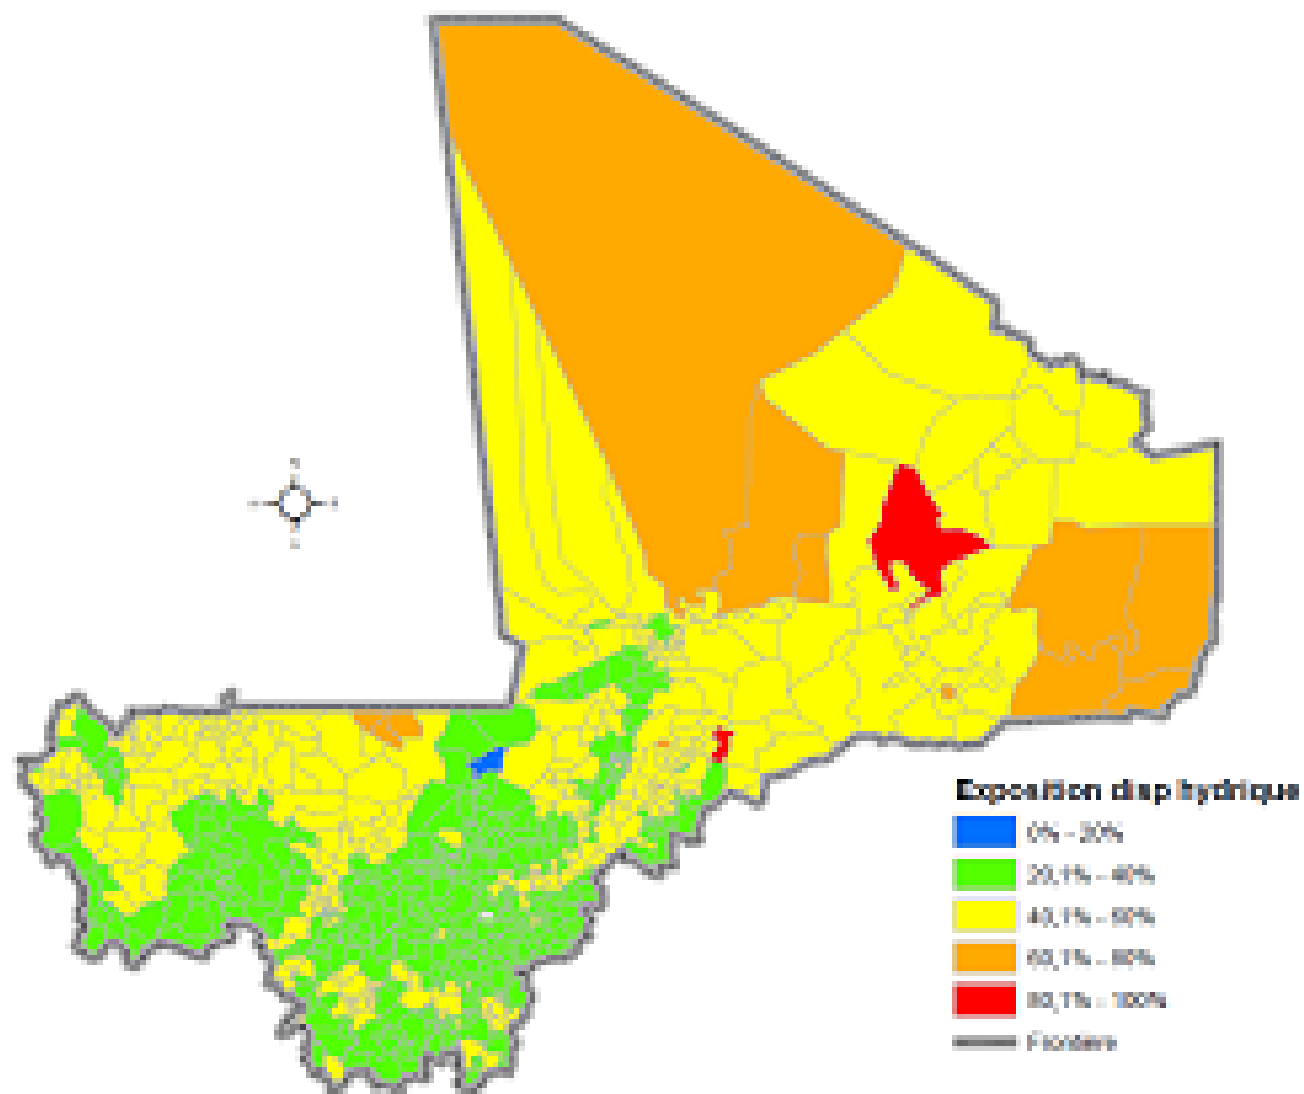 Exposition disp hydrique
0% - 20%
20,1% - 40%
40,1% - 60%
60,1% - 80%
80,1% - 100%
Frontière